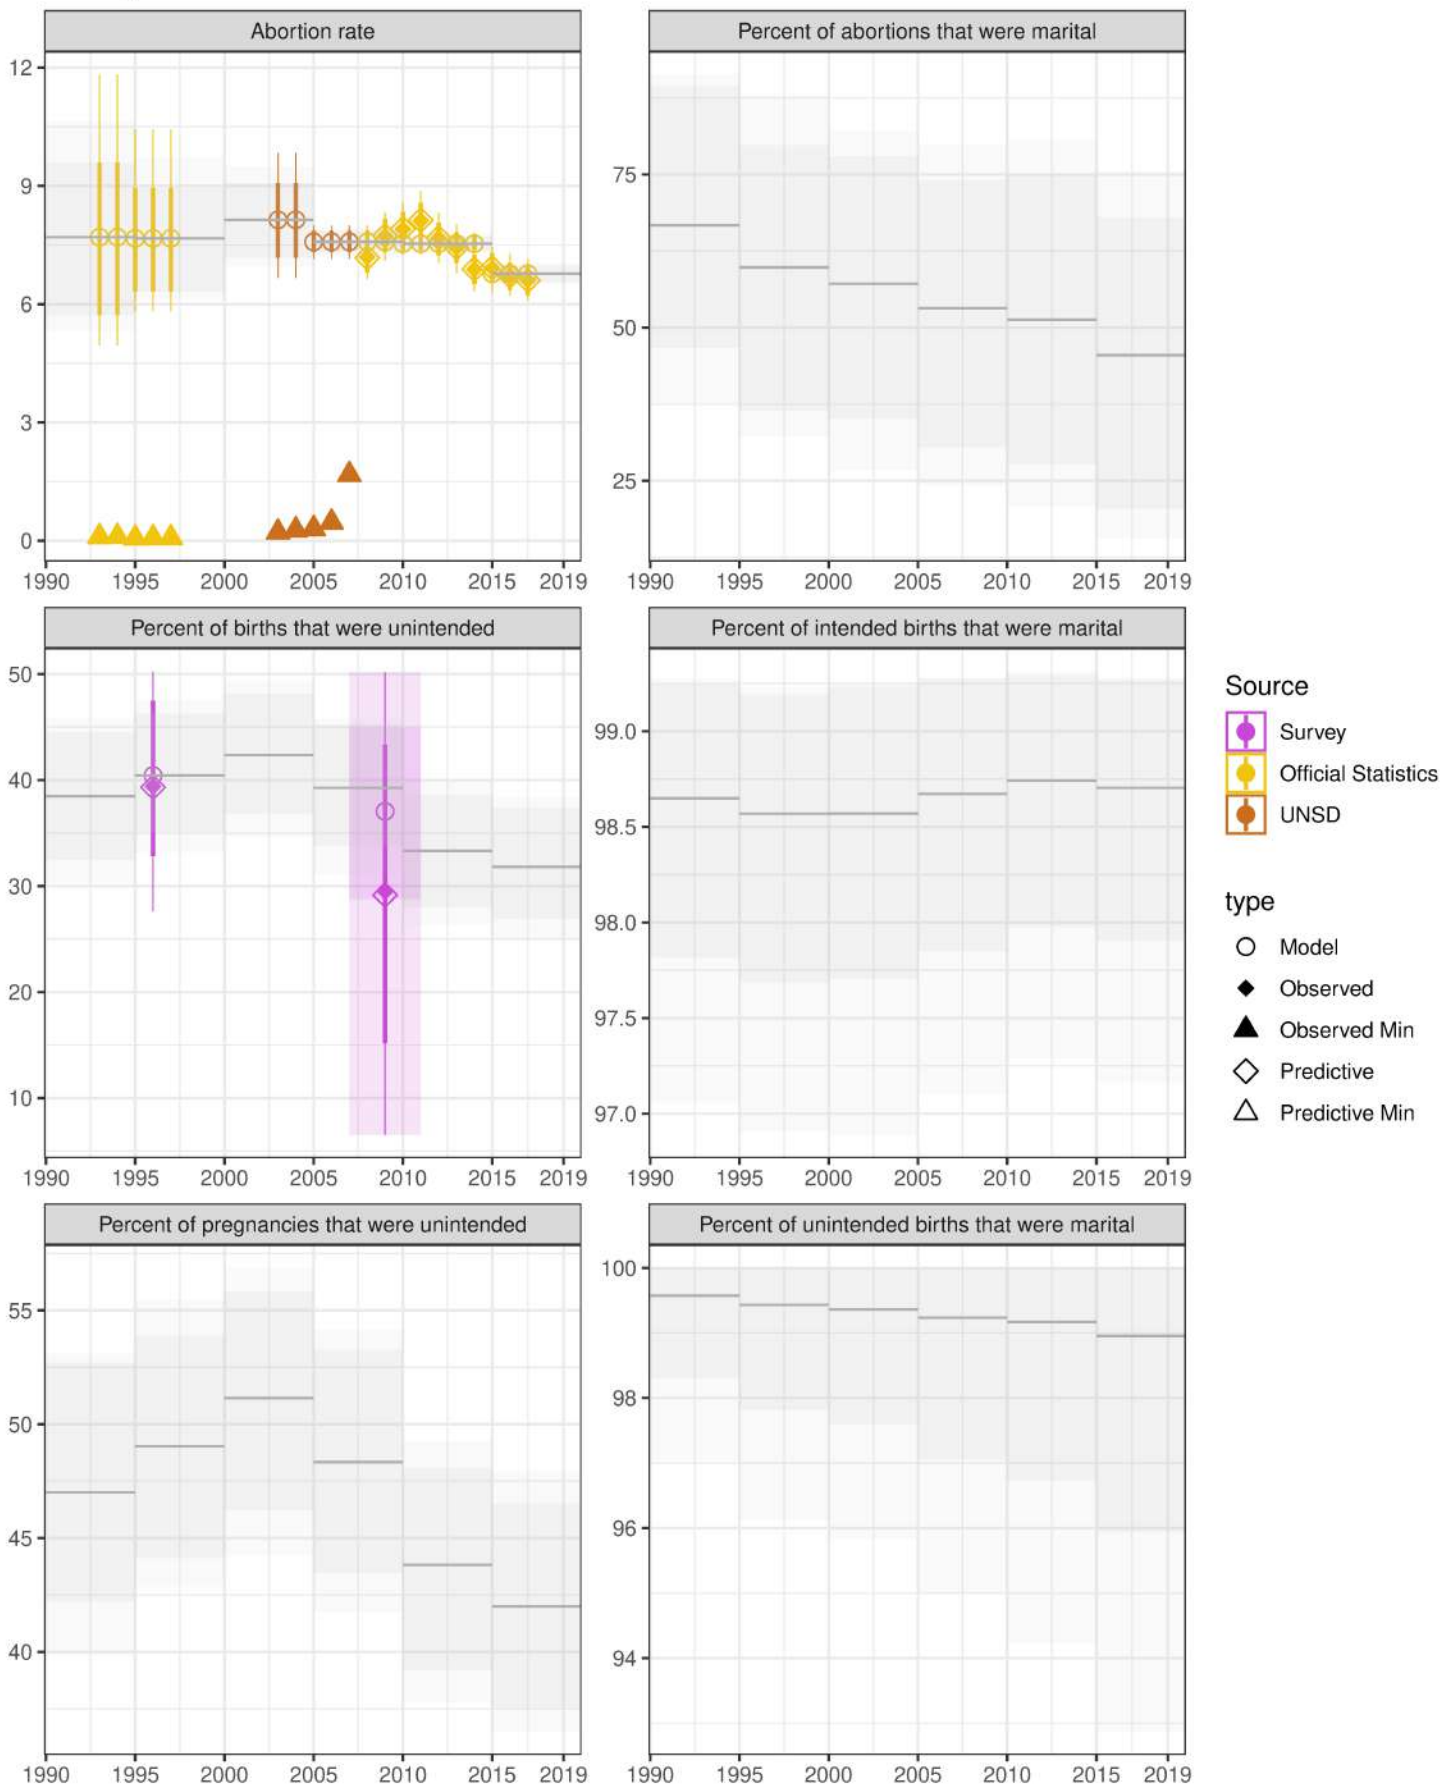 Abortion rate
12
9
6
3
0
1990 1995 2000 2005 2010 2015 2019
Percent of abortions that were marital
75
50
25
1990 1995 2000 2005 2010 2015 2019
Percent of births that were unintended
50
40
30
20
10
1990 1995 2000 2005 2010 2015 2019
Percent of intended births that were marital
99.0
98.5
98.0
97.5
97.0
1990 1995 2000 2005 2010 2015 2019
Percent of pregnancies that were unintended
55
50
45
40
1990 1995 2000 2005 2010 2015 2019
Percent of unintended births that were marital
100
98
96
94
1990 1995 2000 2005 2010 2015 2019
Source
Survey
Official Statistics
UNSD
type
Model
Observed
Observed Min
Predictive
Predictive Min